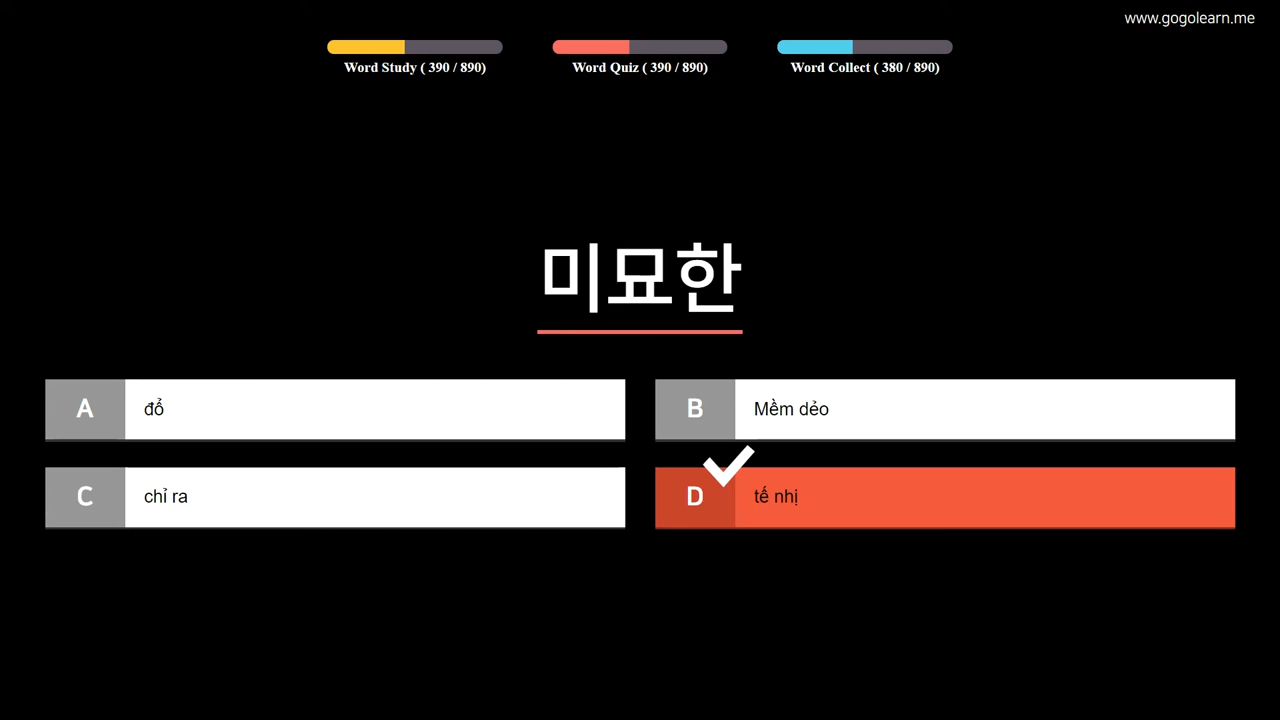 www.gogolearn.me
Word Study ( 390 / 890)
Word Quiz ( 390 / 890)
Word Collect ( 380 / 890)
미묘한
A đổ
B Mềm dẻo
C chỉ ra
D tế nhị